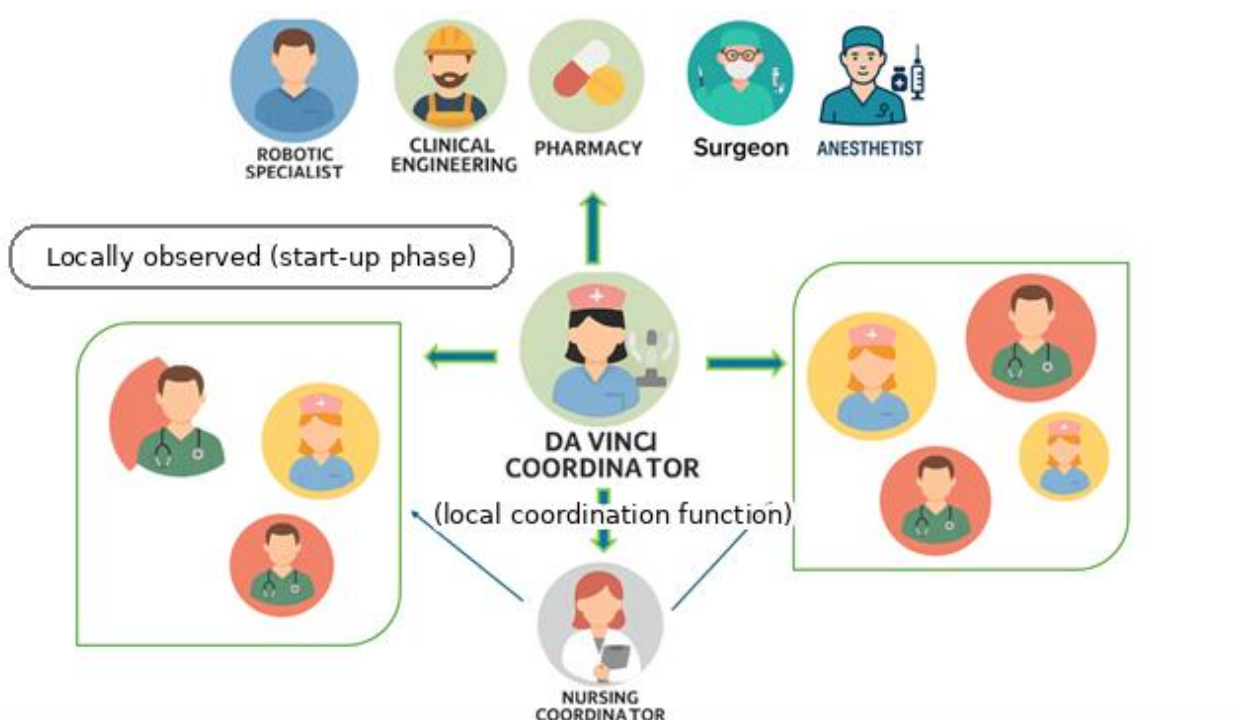 ROBOTIC
SPECIALIST
CLINICAL
ENGINEERING
PHARMACY
Surgeon
ANESTHETIST
Locally observed (start-up phase)
DA VINCI
COORDINATOR
(local coordination function)
NURSING
COORDINATOR